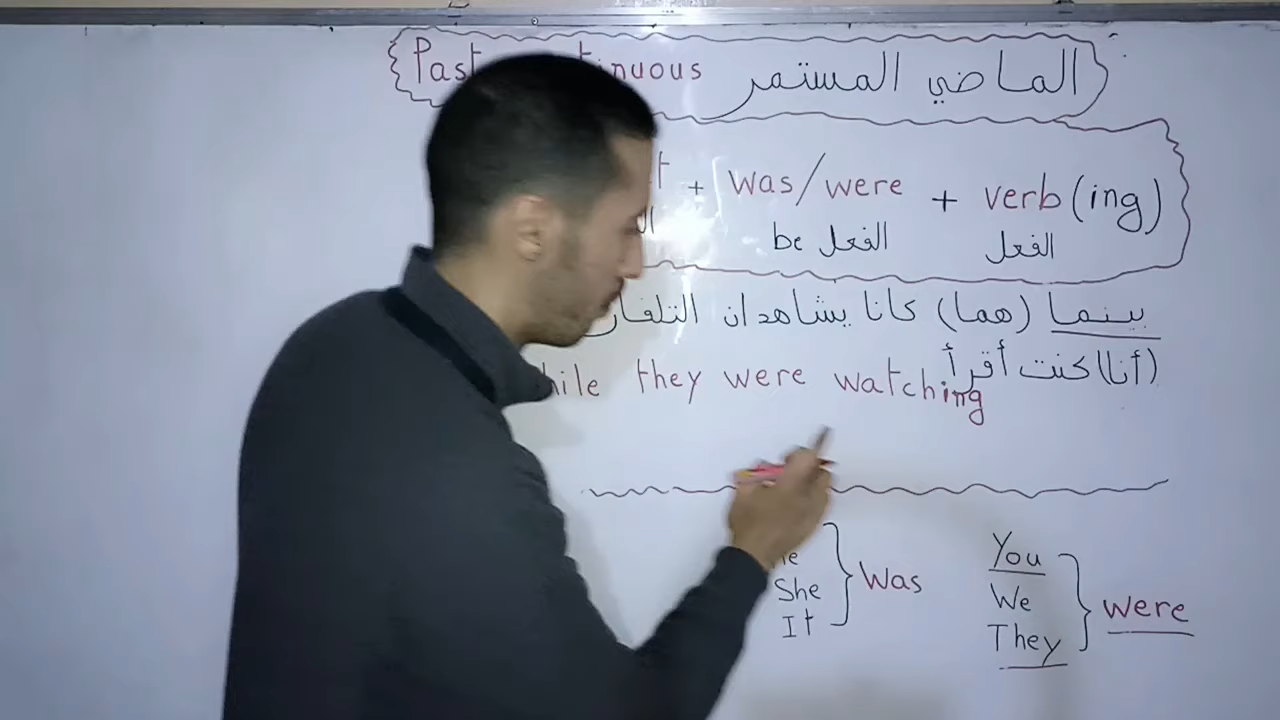 Past الماضي المستمر
+ was/were + verb (ing)
الفعل be الفعل
بينما (هما) كانا يشاهدان
(أنا) كنت أقرأ
they were watching
She
It
Was
You
We
They
were